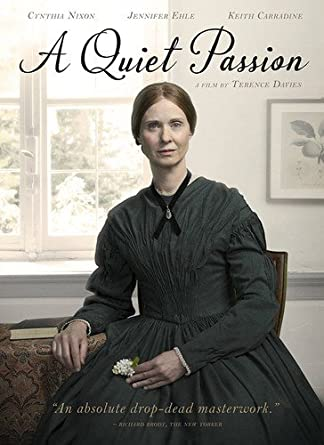 CYNTHIA NIXON JENNIFER EHLE KEITH CARRADINE
A QUIET PASSION
A FILM BY TERENCE DAVIES
"An absolute drop-dead masterwork."
– RICHARD BRODY, THE NEW YORKER